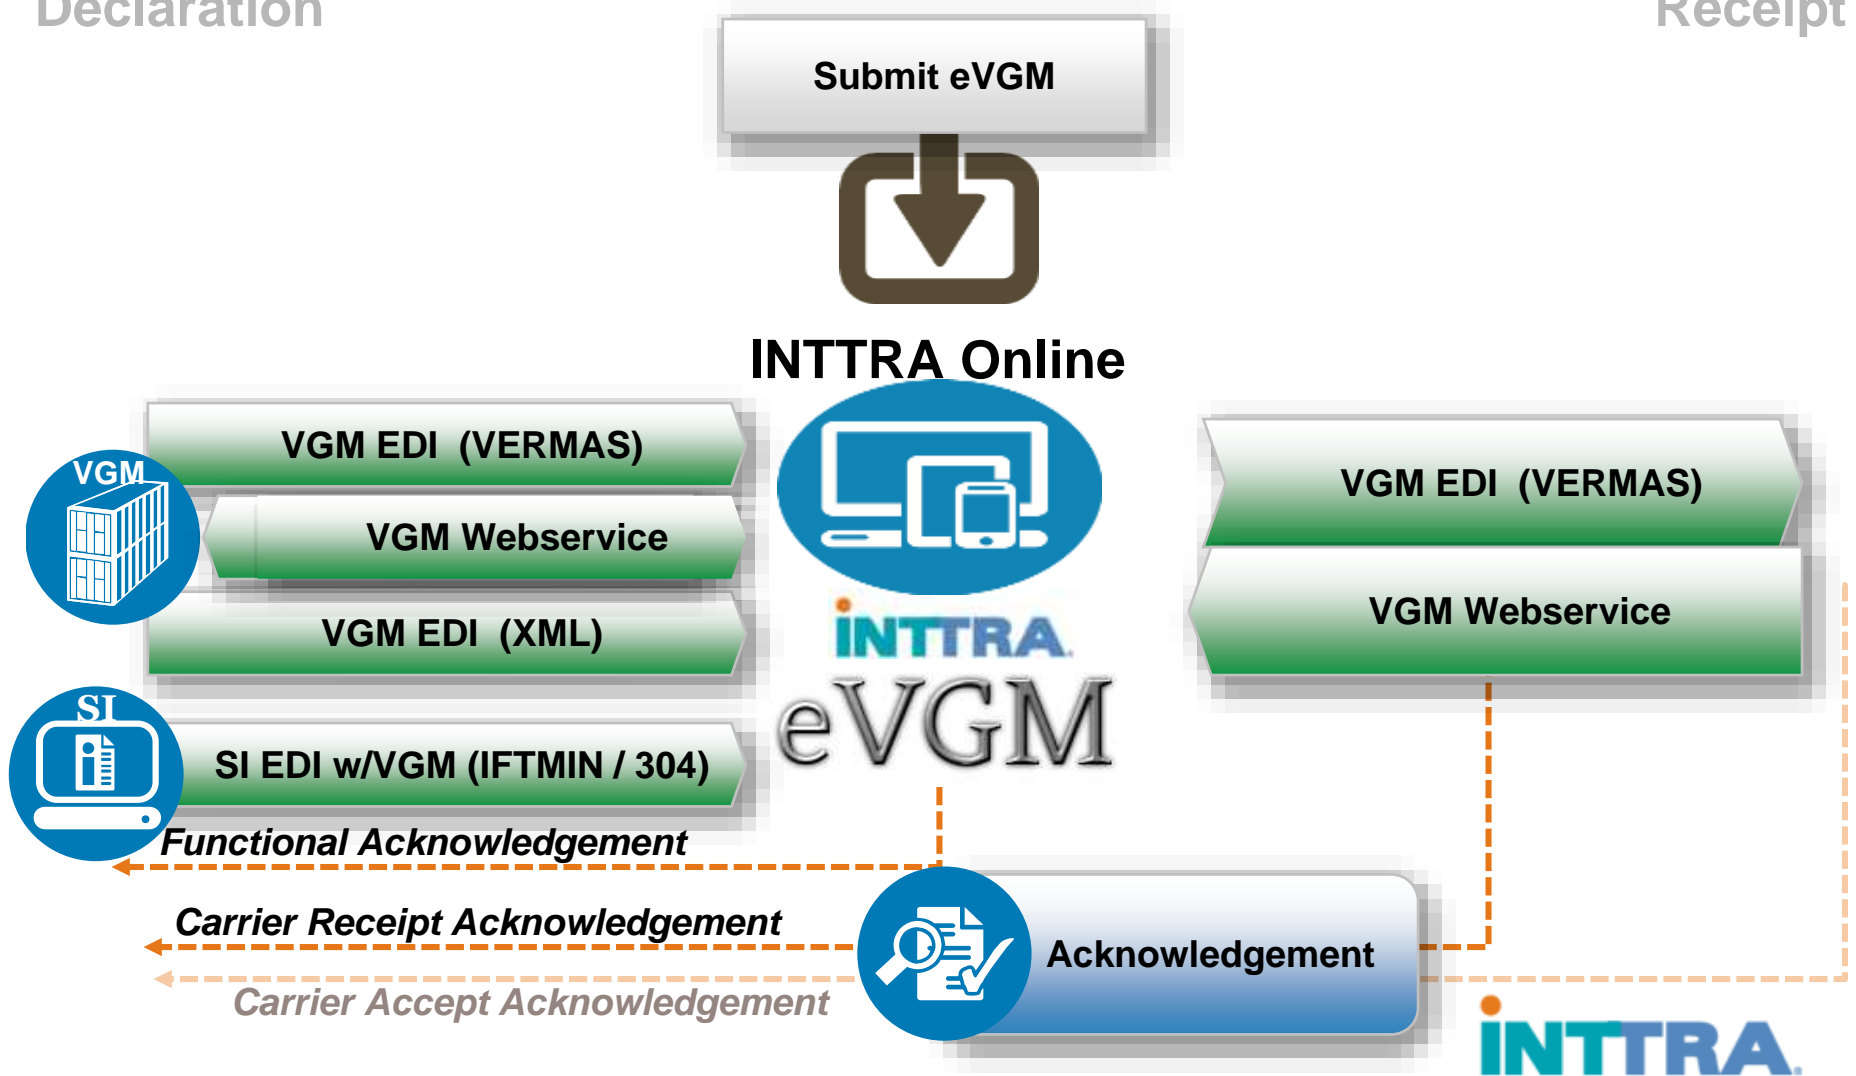 Declaration
Receipt
Submit eVGM
INTTRA Online
VGM EDI (VERMAS)
VGM
VGM Webservice
VGM EDI (XML)
SI
SI EDI w/VGM (IFTMIN / 304)
INTTRA.
eVGM
VGM EDI (VERMAS)
VGM Webservice
Functional Acknowledgement
Carrier Receipt Acknowledgement
Carrier Accept Acknowledgement
Acknowledgement
INTTRA.